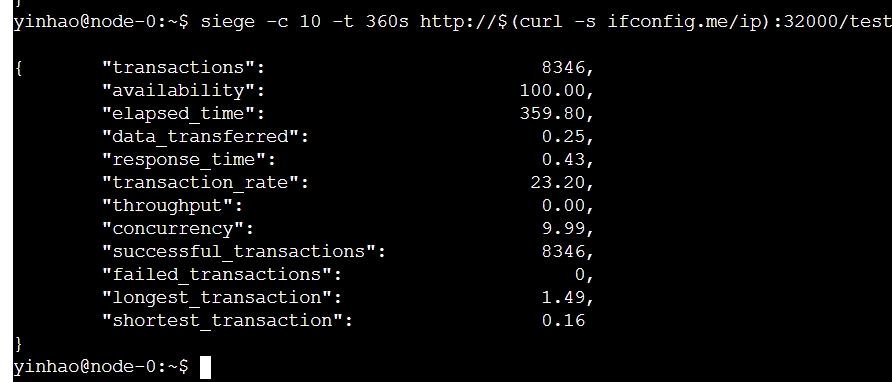 }
yinhao@node-0:~$ siege -c 10 -t 360s http://$(curl -s ifconfig.me/ip):32000/test
{ "transactions": 8346,
"availability": 100.00,
"elapsed_time": 359.80,
"data_transferred": 0.25,
"response_time": 0.43,
"transaction_rate": 23.20,
"throughput": 0.00,
"concurrency": 9.99,
"successful_transactions": 8346,
"failed_transactions": 0,
"longest_transaction": 1.49,
"shortest_transaction": 0.16
}
yinhao@node-0:~$